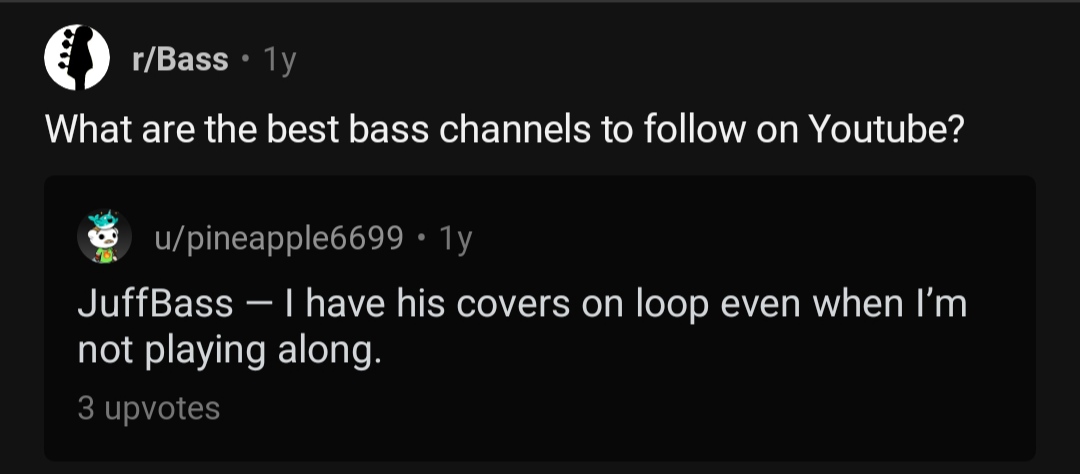 r/Bass • 1y
What are the best bass channels to follow on Youtube?
u/pineapple6699 • 1y
JuffBass — I have his covers on loop even when I’m
not playing along.
3 upvotes